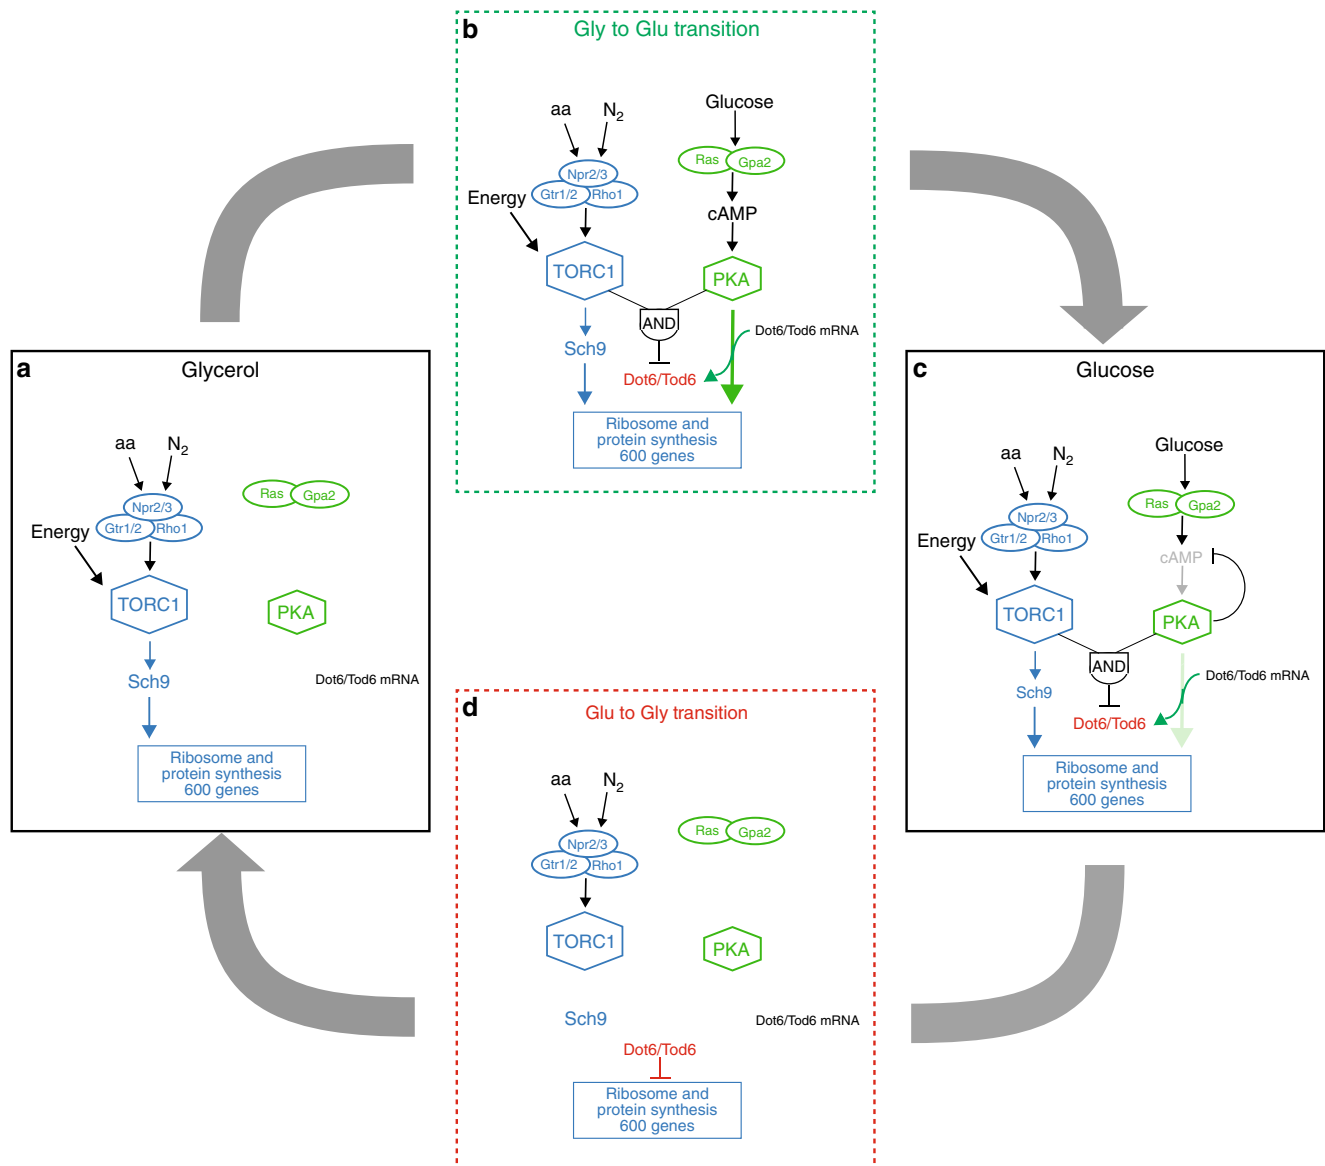 b
Gly to Glu transition
aa
N2
Glucose
Ras
Gpa2
Npr2/3
Gtr1/2
Rho1
Energy
cAMP
TORC1
PKA
AND
Dot6/Tod6 mRNA
Sch9
Dot6/Tod6
Ribosome and
protein synthesis
600 genes
a
Glycerol
aa
N2
Ras
Gpa2
Npr2/3
Gtr1/2
Rho1
Energy
TORC1
PKA
Sch9
Dot6/Tod6 mRNA
Ribosome and
protein synthesis
600 genes
c
Glucose
aa
N2
Glucose
Ras
Gpa2
Npr2/3
Gtr1/2
Rho1
Energy
cAMP
TORC1
PKA
AND
Dot6/Tod6 mRNA
Sch9
Dot6/Tod6
Ribosome and
protein synthesis
600 genes
d
Glu to Gly transition
aa
N2
Ras
Gpa2
Npr2/3
Gtr1/2
Rho1
TORC1
PKA
Sch9
Dot6/Tod6 mRNA
Dot6/Tod6
Ribosome and
protein synthesis
600 genes